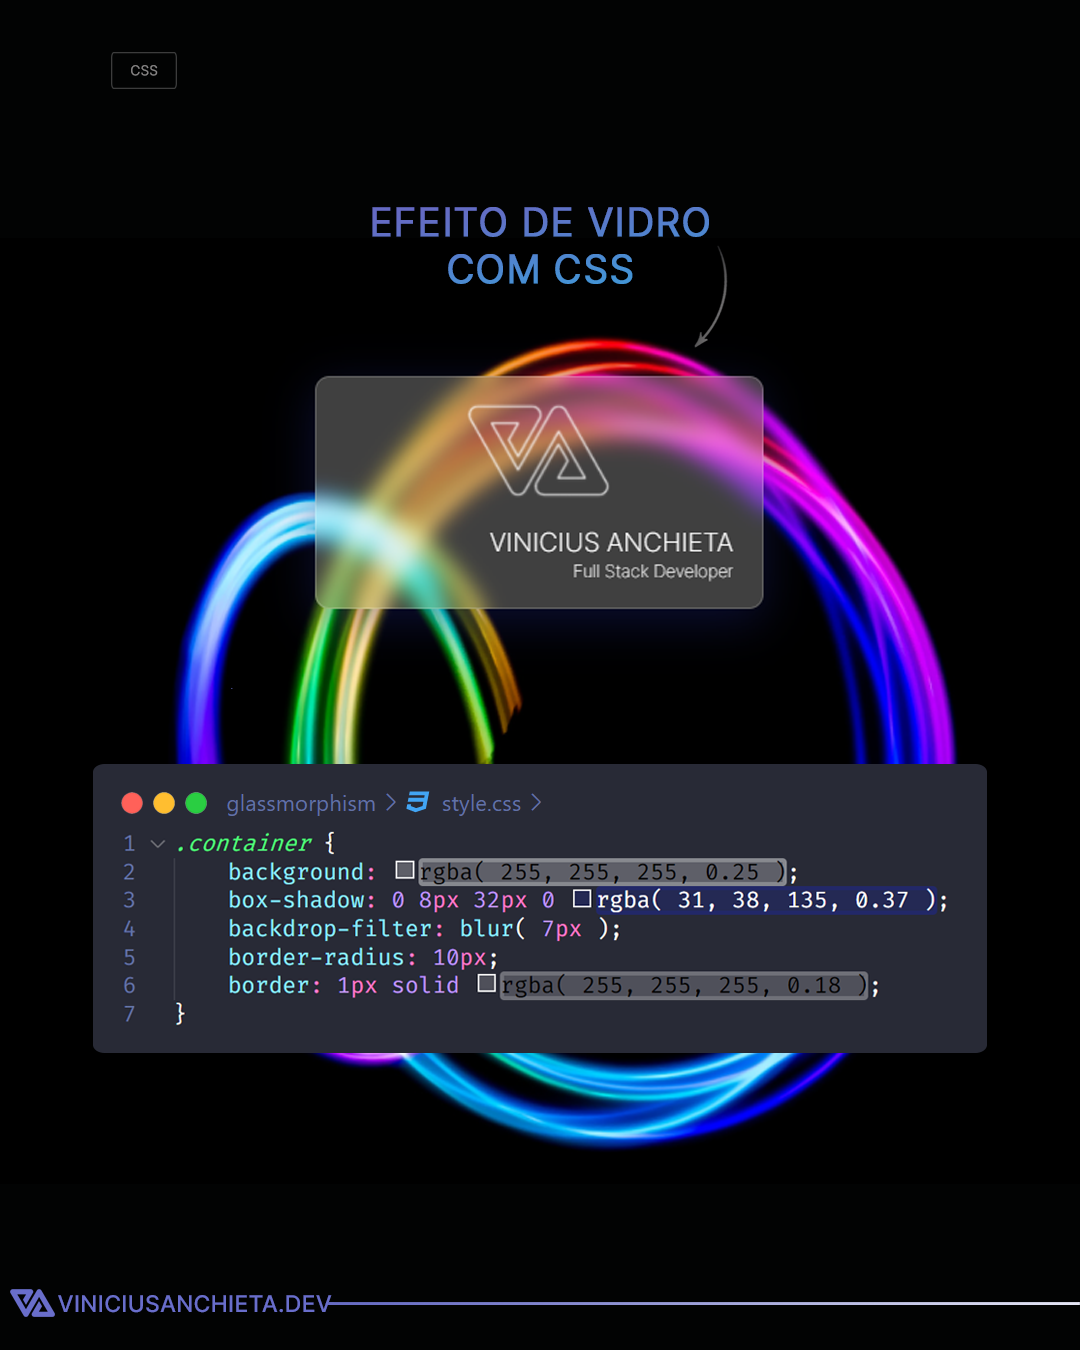 CSS
EFEITO DE VIDRO
COM CSS
VINICIUS ANCHIETA
Full Stack Developer
glassmorphism > style.css >
1 .container {
2 background: rgba( 255, 255, 255, 0.25 );
3 box-shadow: 0 8px 32px 0 rgba( 31, 38, 135, 0.37 );
4 backdrop-filter: blur( 7px );
5 border-radius: 10px;
6 border: 1px solid rgba( 255, 255, 255, 0.18 );
7 }
VINICIUSANCHIETA.DEV